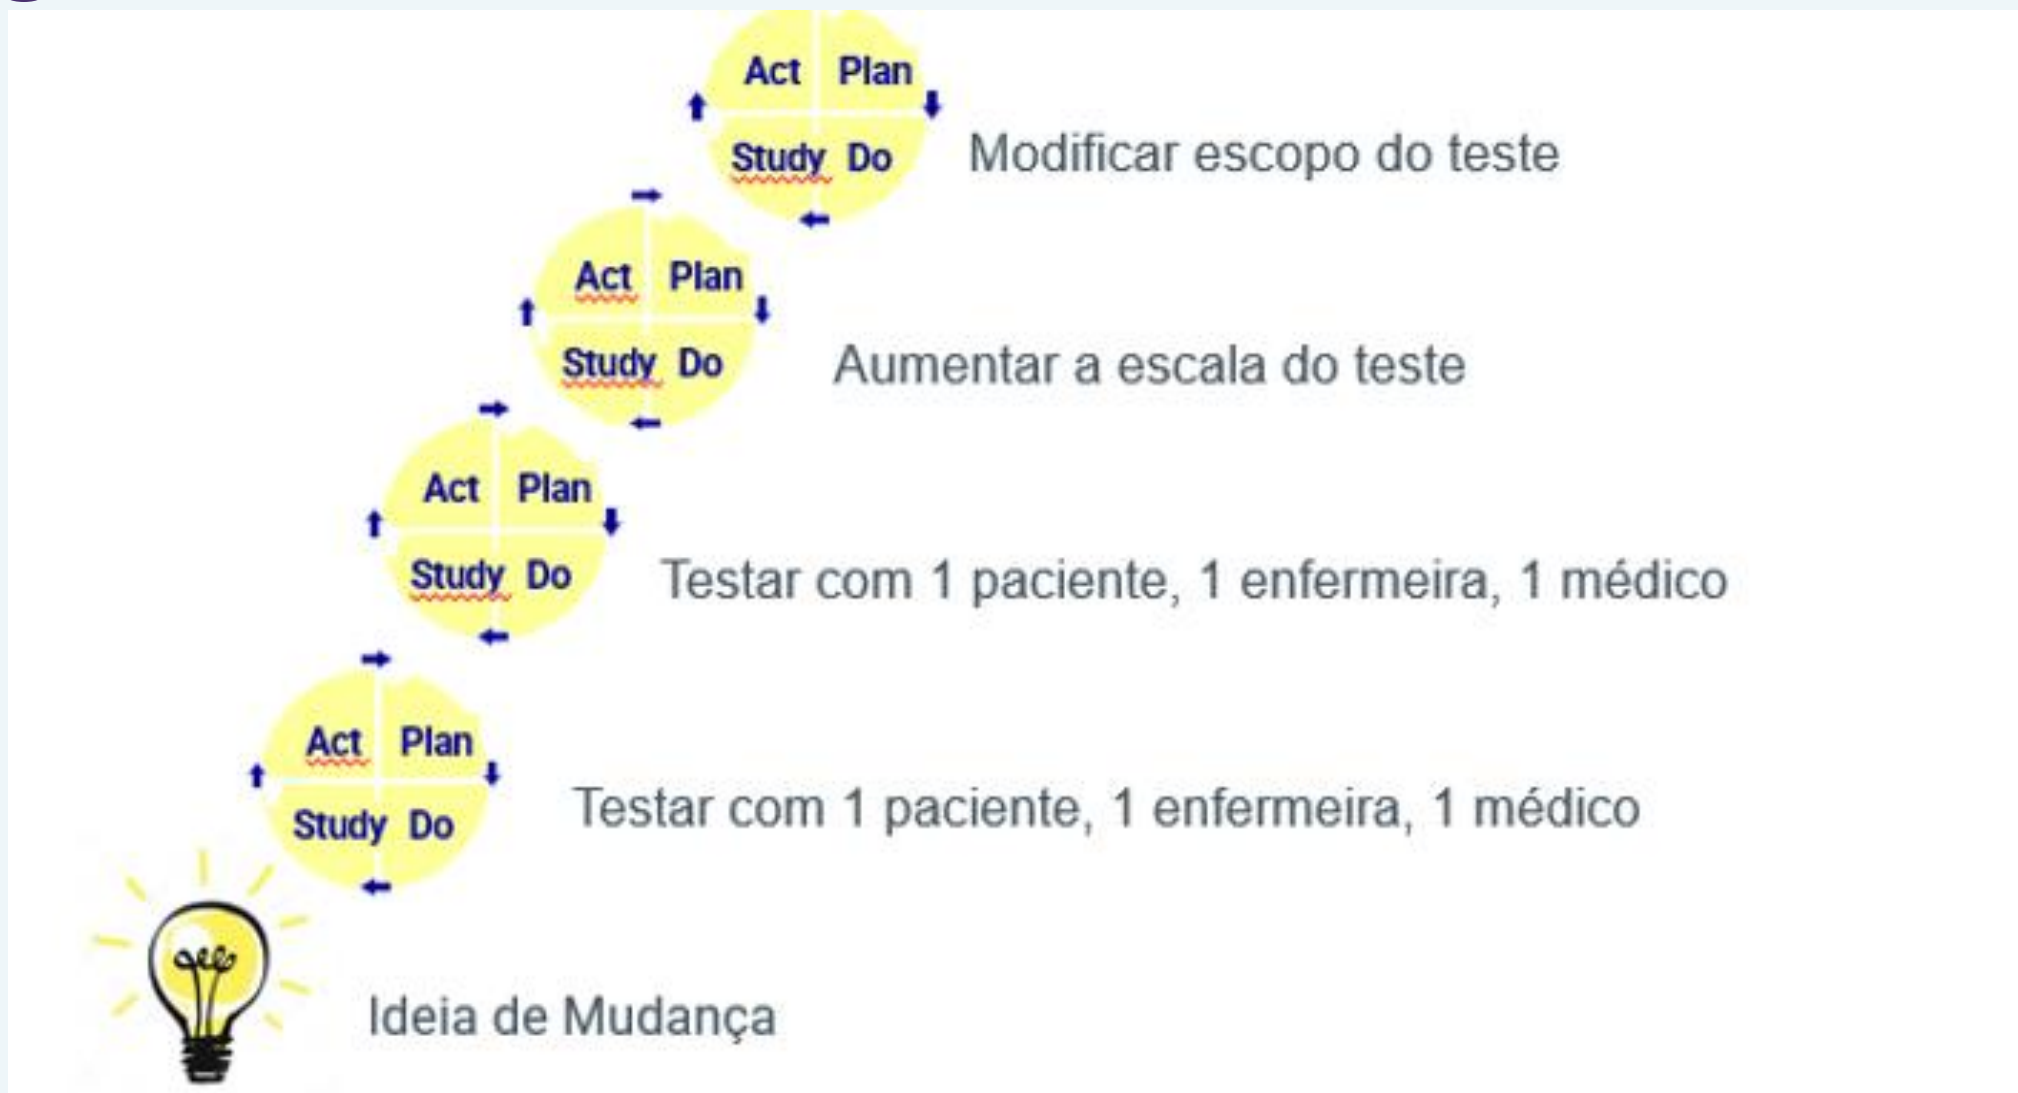 Act Plan
Study Do
Modificar escopo do teste
Act Plan
Study Do
Aumentar a escala do teste
Act Plan
Study Do
Testar com 1 paciente, 1 enfermeira, 1 médico
Act Plan
Study Do
Testar com 1 paciente, 1 enfermeira, 1 médico
Ideia de Mudança